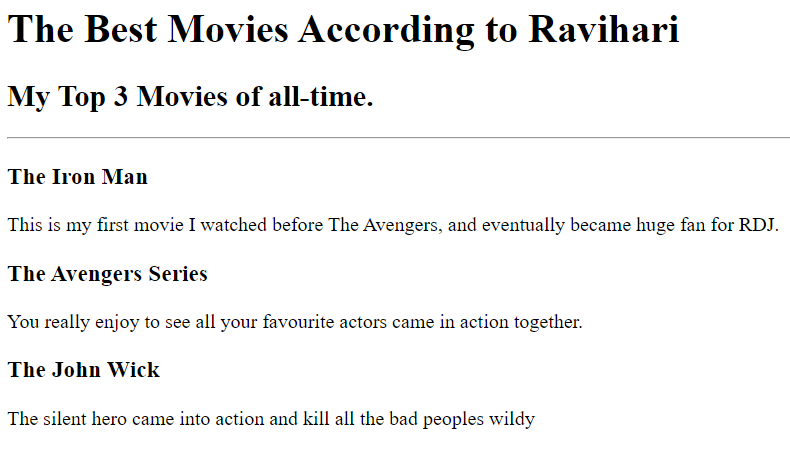 The Best Movies According to Ravihari
My Top 3 Movies of all-time.
The Iron Man
This is my first movie I watched before The Avengers, and eventually became huge fan for RDJ.
The Avengers Series
You really enjoy to see all your favourite actors came in action together.
The John Wick
The silent hero came into action and kill all the bad peoples wildy